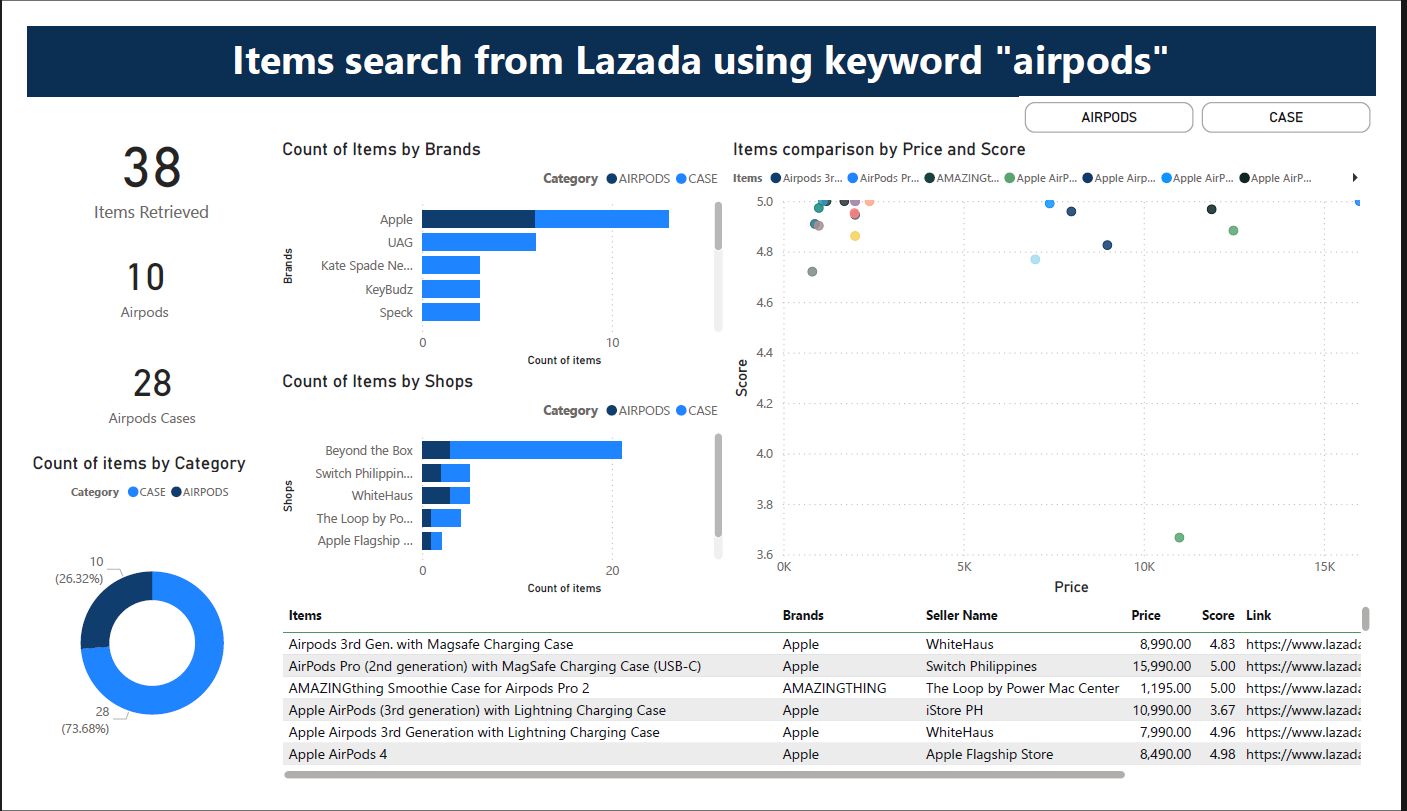 Items search from Lazada using keyword "airpods"
AIRPODS
CASE
38
Items Retrieved
10
Airpods
28
Airpods Cases
Count of items by Category
Category CASE AIRPODS
10
(26.32%)
28
(73.68%)
Count of Items by Brands
Category AIRPODS CASE
Brands
Apple
UAG
Kate Spade Ne...
KeyBudz
Speck
0 10
Count of items
Count of Items by Shops
Category AIRPODS CASE
Shops
Beyond the Box
Switch Philippin...
WhiteHaus
The Loop by Po...
Apple Flagship ...
0 20
Count of items
Items comparison by Price and Score
Items Airpods 3r... AirPods Pr... AMAZINGt... Apple AirP... Apple Airp... Apple AirP... Apple AirP...
Score
5.0
4.8
4.6
4.4
4.2
4.0
3.8
3.6
0K 5K 10K 15K
Price
Items Brands Seller Name Price Score Link
Airpods 3rd Gen. with Magsafe Charging Case Apple WhiteHaus 8,990.00 4.83 https://www.lazada
AirPods Pro (2nd generation) with MagSafe Charging Case (USB-C) Apple Switch Philippines 15,990.00 5.00 https://www.lazada
AMAZINGthing Smoothie Case for Airpods Pro 2 AMAZINGTHING The Loop by Power Mac Center 1,195.00 5.00 https://www.lazada
Apple AirPods (3rd generation) with Lightning Charging Case Apple iStore PH 10,990.00 3.67 https://www.lazada
Apple Airpods 3rd Generation with Lightning Charging Case Apple WhiteHaus 7,990.00 4.96 https://www.lazada
Apple AirPods 4 Apple Apple Flagship Store 8,490.00 4.98 https://www.lazada